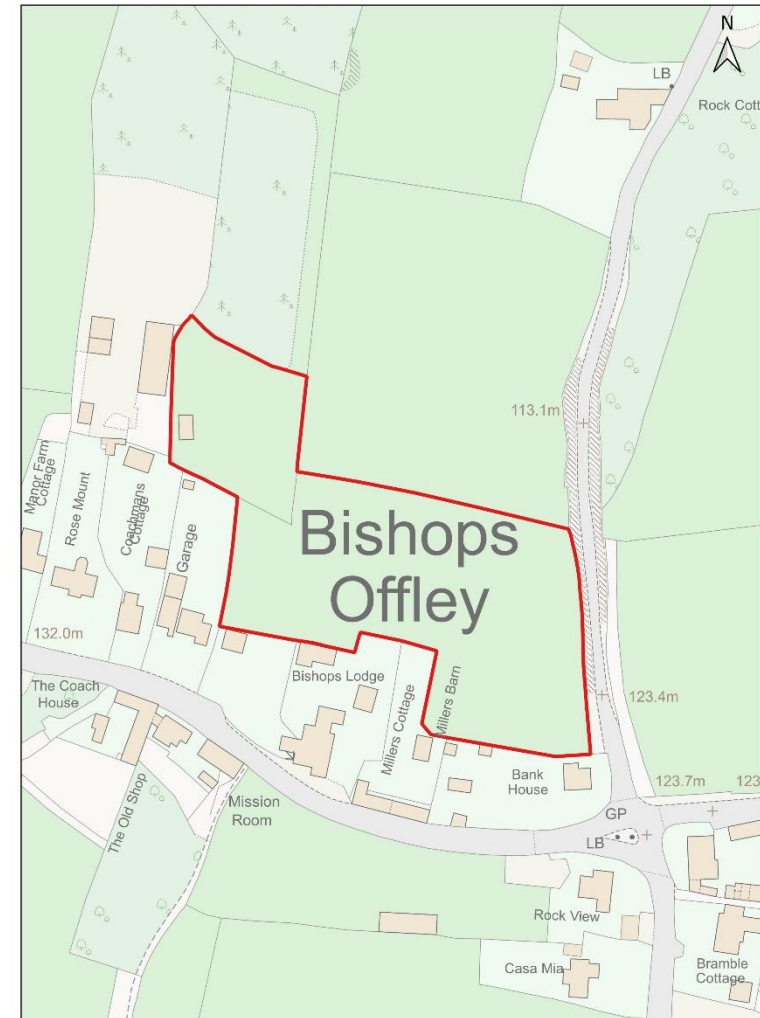 N
LB
Rock Cott
113.1m
Manor Farm
Cottage
Rose Mount
Coachmans
Cottage
Garage
Bishops
Offley
132.0m
The Coach
House
Bishops Lodge
Millers Cottage
Millers Barn
123.4m
The Old Shop
Mission
Room
Bank
House
123.7m
123
GP
LB
Rock View
Casa Mia
Bramble
Cottage